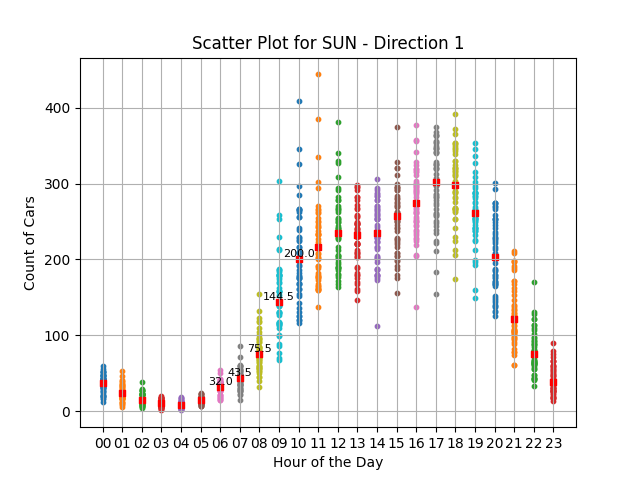 Scatter Plot for SUN - Direction 1
Count of Cars
400
300
200
100
0
200.0
144.5
75.5
43.5
32.0
00 01 02 03 04 05 06 07 08 09 10 11 12 13 14 15 16 17 18 19 20 21 22 23
Hour of the Day